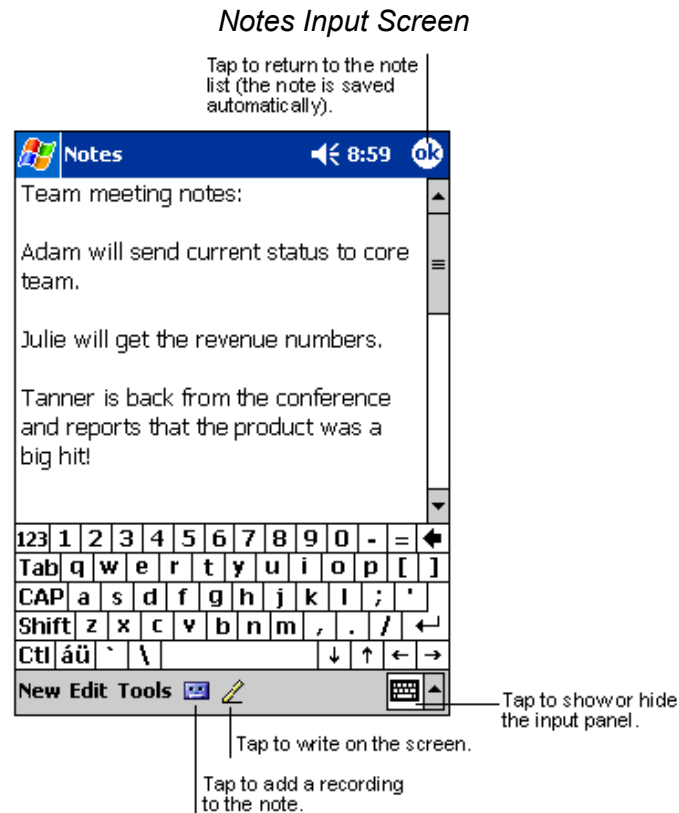 Notes Input Screen
Tap to return to the note
list (the note is saved
automatically).
Notes 8:59 ok
Team meeting notes:
Adam will send current status to core
team.
Julie will get the revenue numbers.
Tanner is back from the conference
and reports that the product was a
big hit!
123 1 2 3 4 5 6 7 8 9 0 - = 🡄
Tab q w e r t y u i o p [ ]
CAP a s d f g h j k l ; '
Shift z x c v b n m , . / ↵
Ctl áü ` \ ↓ ↑ ← →
New Edit Tools
Tap to show or hide
the input panel.
Tap to write on the screen.
Tap to add a recording
to the note.